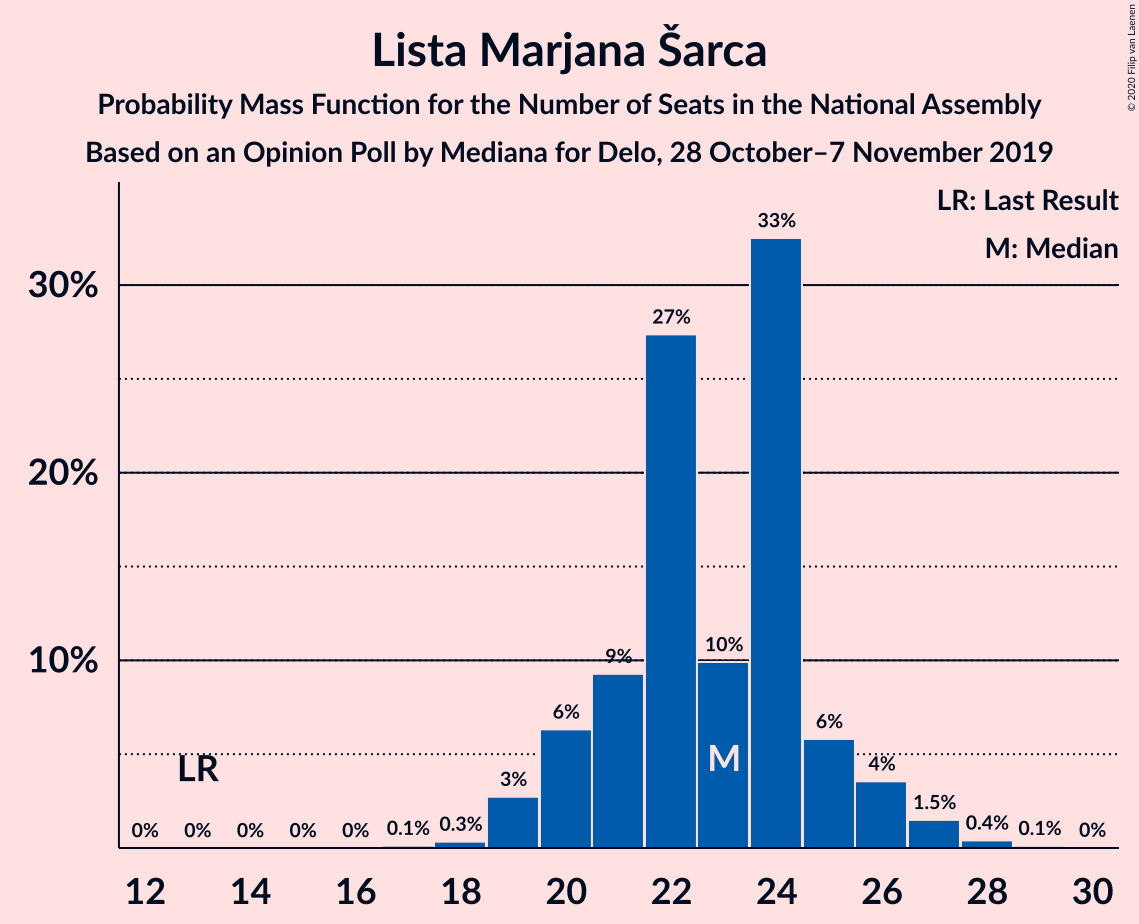 Lista Marjana Šarca
Probability Mass Function for the Number of Seats in the National Assembly
Based on an Opinion Poll by Mediana for Delo, 28 October–7 November 2019
© 2020 Filip van Laenen
LR: Last Result
M: Median
33%
30%
27%
20%
10%
10%
9%
6%
6%
M
LR
4%
3%
1.5%
0% 0% 0% 0% 0% 0.1% 0.3% 0.4% 0.1% 0%
12 14 16 18 20 22 24 26 28 30